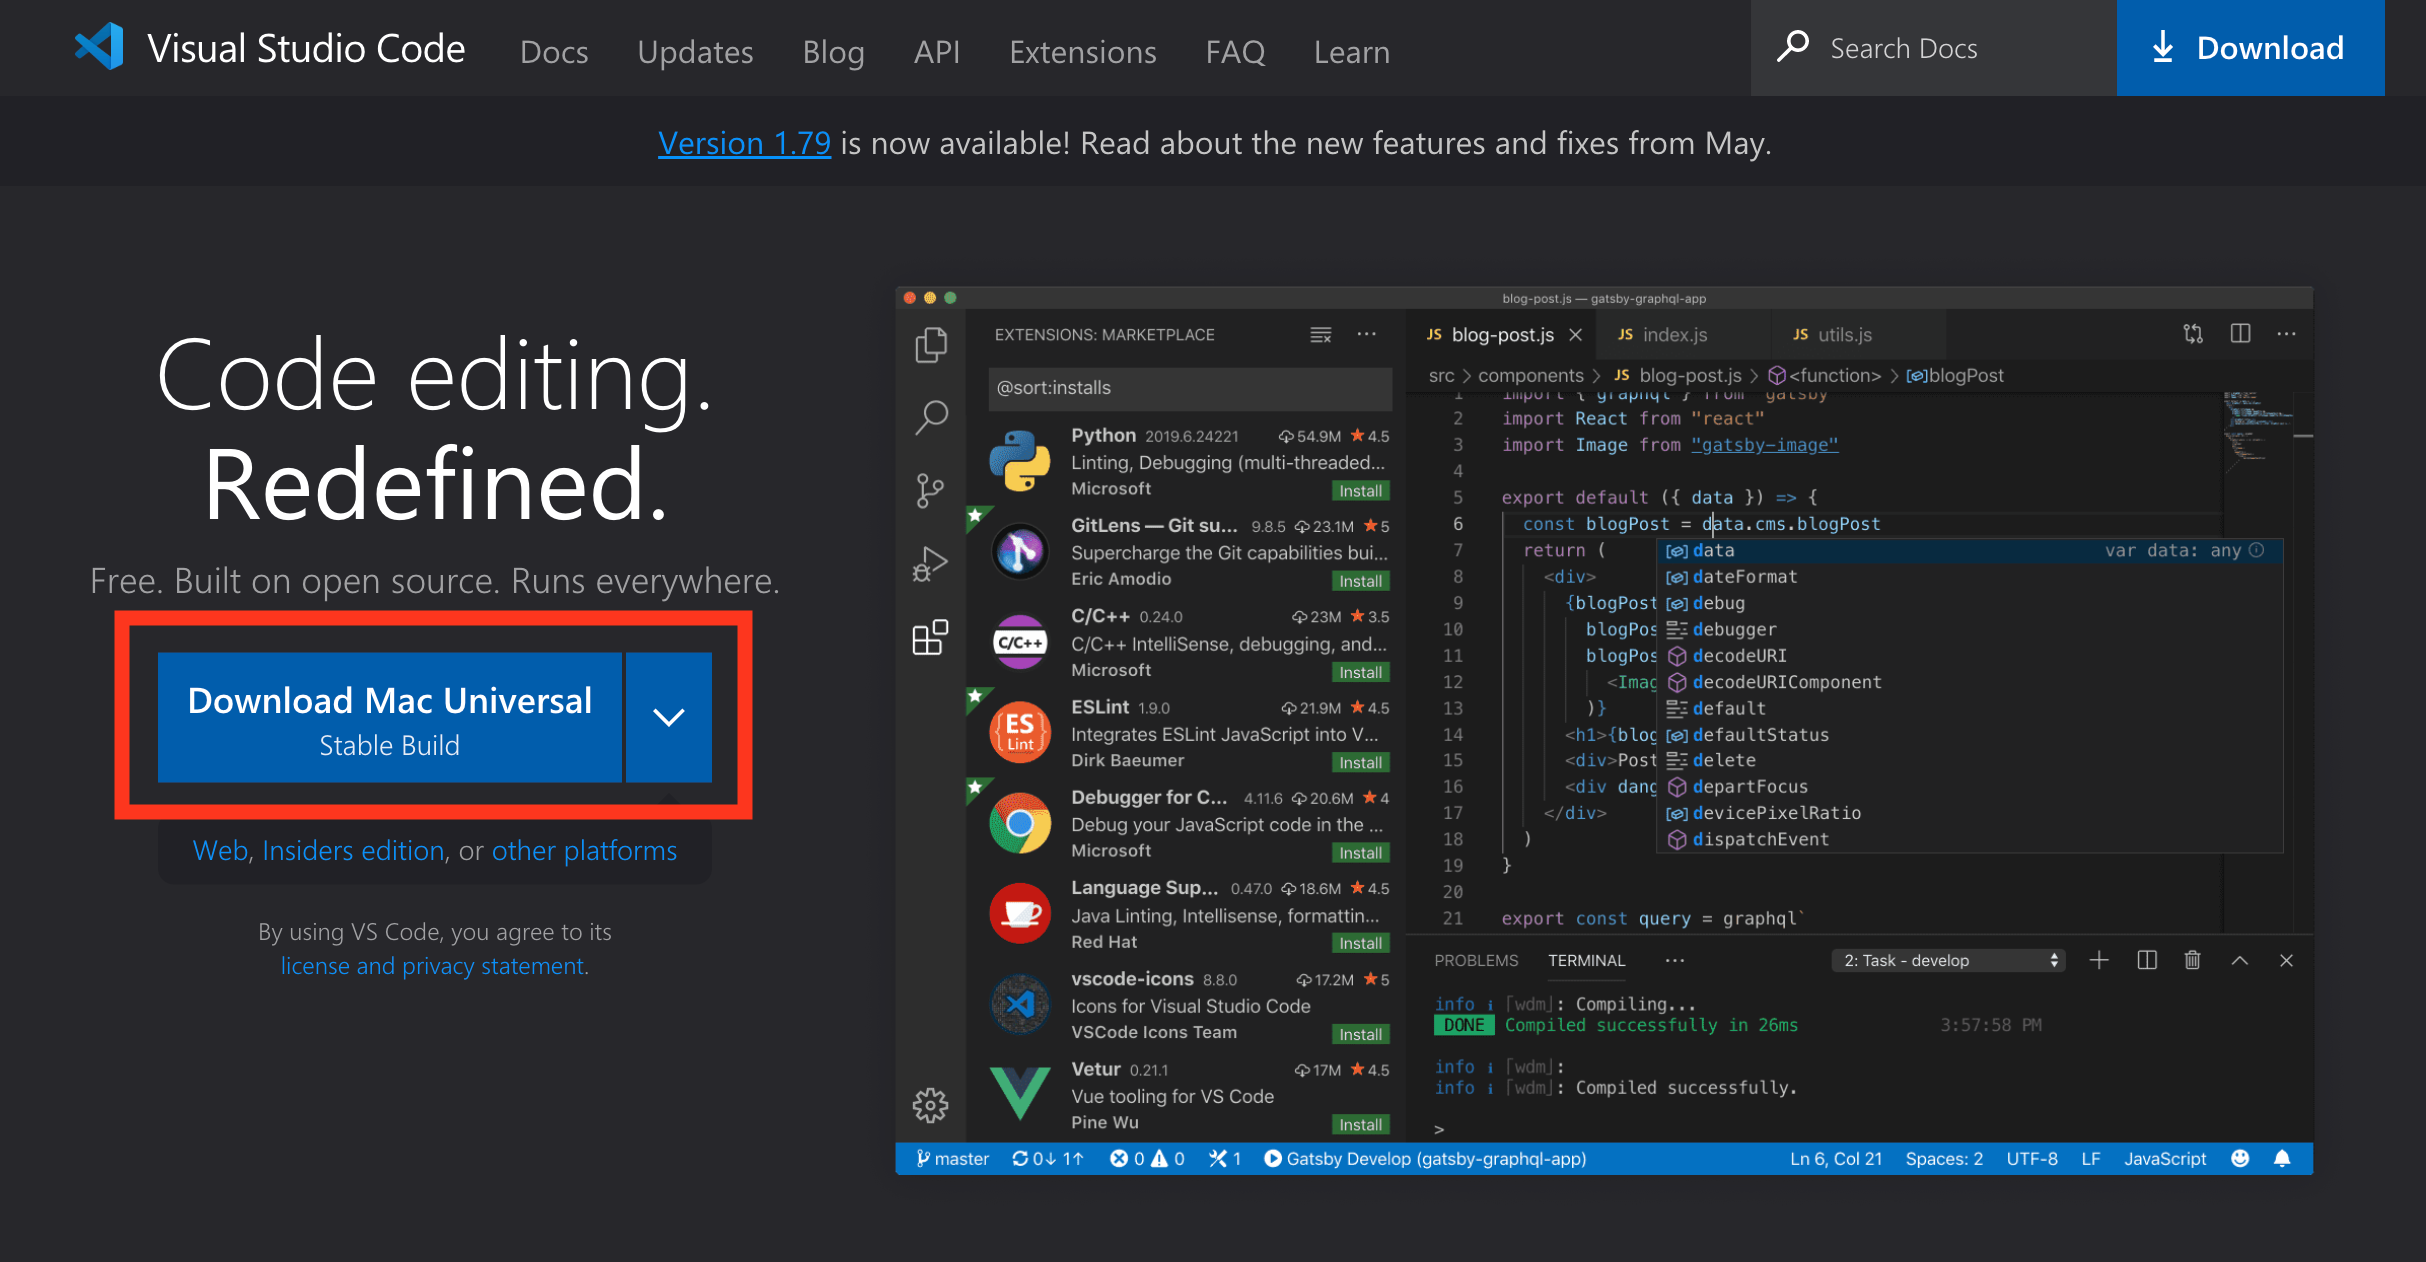 Visual Studio Code Docs Updates Blog API Extensions FAQ Learn Search Docs Download
Version 1.79 is now available! Read about the new features and fixes from May.
Code editing.
Redefined.
Free. Built on open source. Runs everywhere.
Download Mac Universal
Stable Build
Web, Insiders edition, or other platforms
By using VS Code, you agree to its
license and privacy statement.
blog-post.js — gatsby-graphql-app
EXTENSIONS: MARKETPLACE
@sort:installs
Python 2019.6.24221 54.9M 4.5
Linting, Debugging (multi-threaded...
Microsoft Install
GitLens — Git su... 9.8.5 23.1M 5
Supercharge the Git capabilities bui...
Eric Amodio Install
C/C++
C/C++ 0.24.0 23M 3.5
C/C++ IntelliSense, debugging, and...
Microsoft Install
ES
Lint
ESLint 1.9.0 21.9M 4.5
Integrates ESLint JavaScript into V...
Dirk Baeumer Install
Debugger for C... 4.11.6 20.6M 4
Debug your JavaScript code in the ...
Microsoft Install
Language Sup... 0.47.0 18.6M 4.5
Java Linting, Intellisense, formattin...
Red Hat Install
vscode-icons 8.8.0 17.2M 5
Icons for Visual Studio Code
VSCode Icons Team Install
Vetur 0.21.1 17M 4.5
Vue tooling for VS Code
Pine Wu Install
JS blog-post.js JS index.js JS utils.js
src > components > JS blog-post.js > <function> > blogPost
1 import { graphql } from "gatsby"
2 import React from "react"
3 import Image from "gatsby-image"
4
5 export default ({ data }) => {
6 const blogPost = data.cms.blogPost
7 return (
8 <div>
9 {blogPost
10 blogPos
11 blogPos
12 <Imag
13 )}
14 <h1>{blog
15 <div>Post
16 <div dang
17 </div>
18 )
19 }
20
21 export const query = graphql`
data var data: any
dateFormat
debug
debugger
decodeURI
decodeURIComponent
default
defaultStatus
delete
departFocus
devicePixelRatio
dispatchEvent
PROBLEMS TERMINAL ... 2: Task - develop
info i [wdm]: Compiling...
DONE Compiled successfully in 26ms 3:57:58 PM
info i [wdm]:
info i [wdm]: Compiled successfully.
>
master 0↓ 1↑ 0 0 1 Gatsby Develop (gatsby-graphql-app) Ln 6, Col 21 Spaces: 2 UTF-8 LF JavaScript